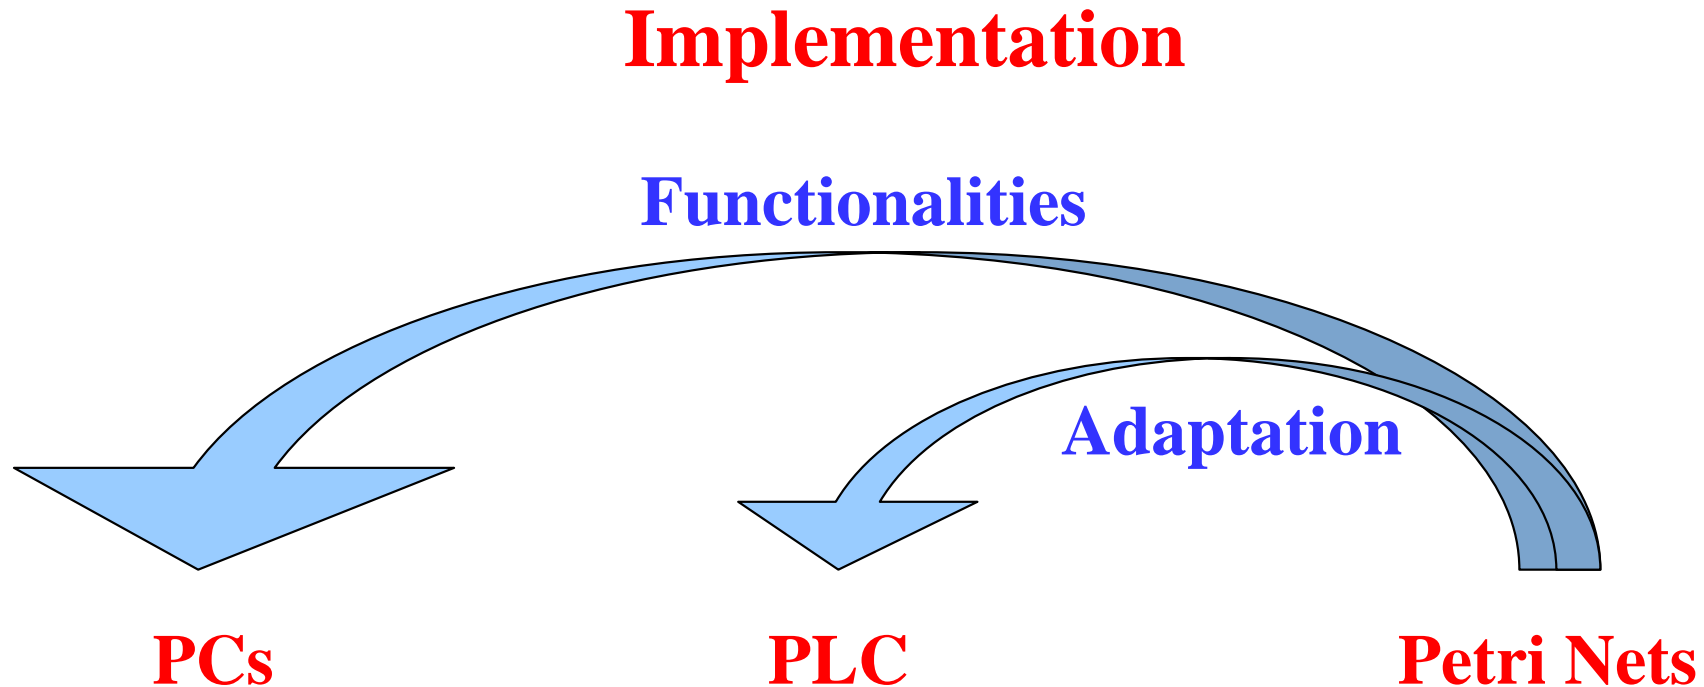 Implementation
Functionalities
Adaptation
PCs PLC Petri Nets